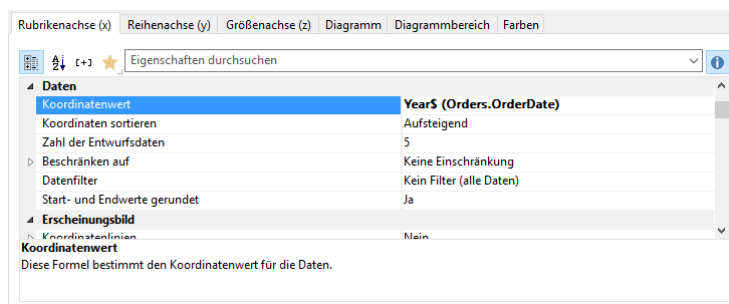 Rubrikenachse (x) Reihenachse (y) Größenachse (z) Diagramm Diagrammbereich Farben
Eigenschaften durchsuchen
Daten
Koordinatenwert Year$ (Orders.OrderDate)
Koordinaten sortieren Aufsteigend
Zahl der Entwurfsdaten 5
Beschränken auf Keine Einschränkung
Datenfilter Kein Filter (alle Daten)
Start- und Endwerte gerundet Ja
Erscheinungsbild
Koordinatenlinien Nein
Koordinatenwert
Diese Formel bestimmt den Koordinatenwert für die Daten.